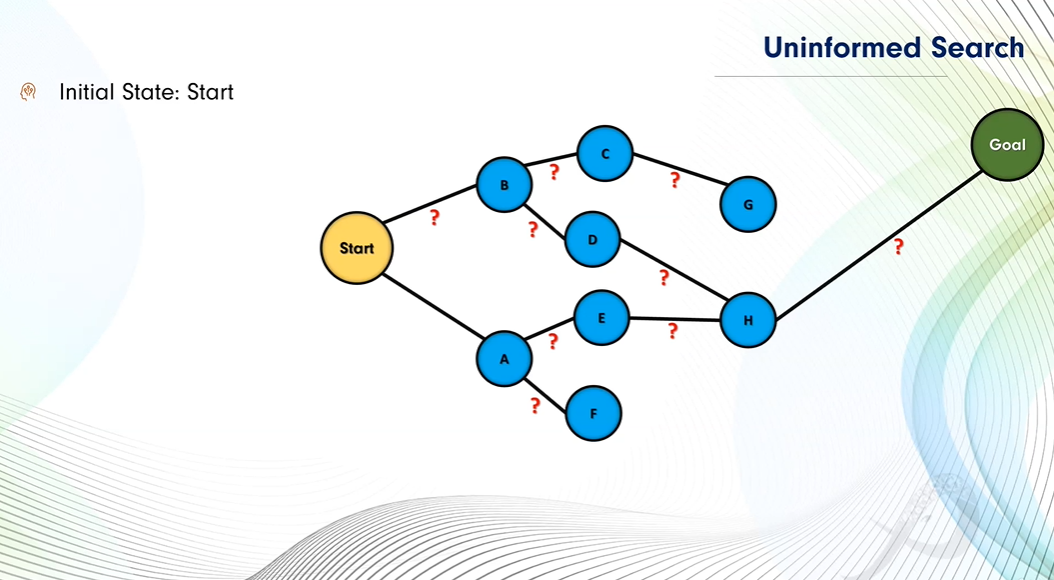 Uninformed Search
Initial State: Start
Goal
C
?
?
B
G
?
?
D
Start
?
?
E
H
?
?
A
?
F